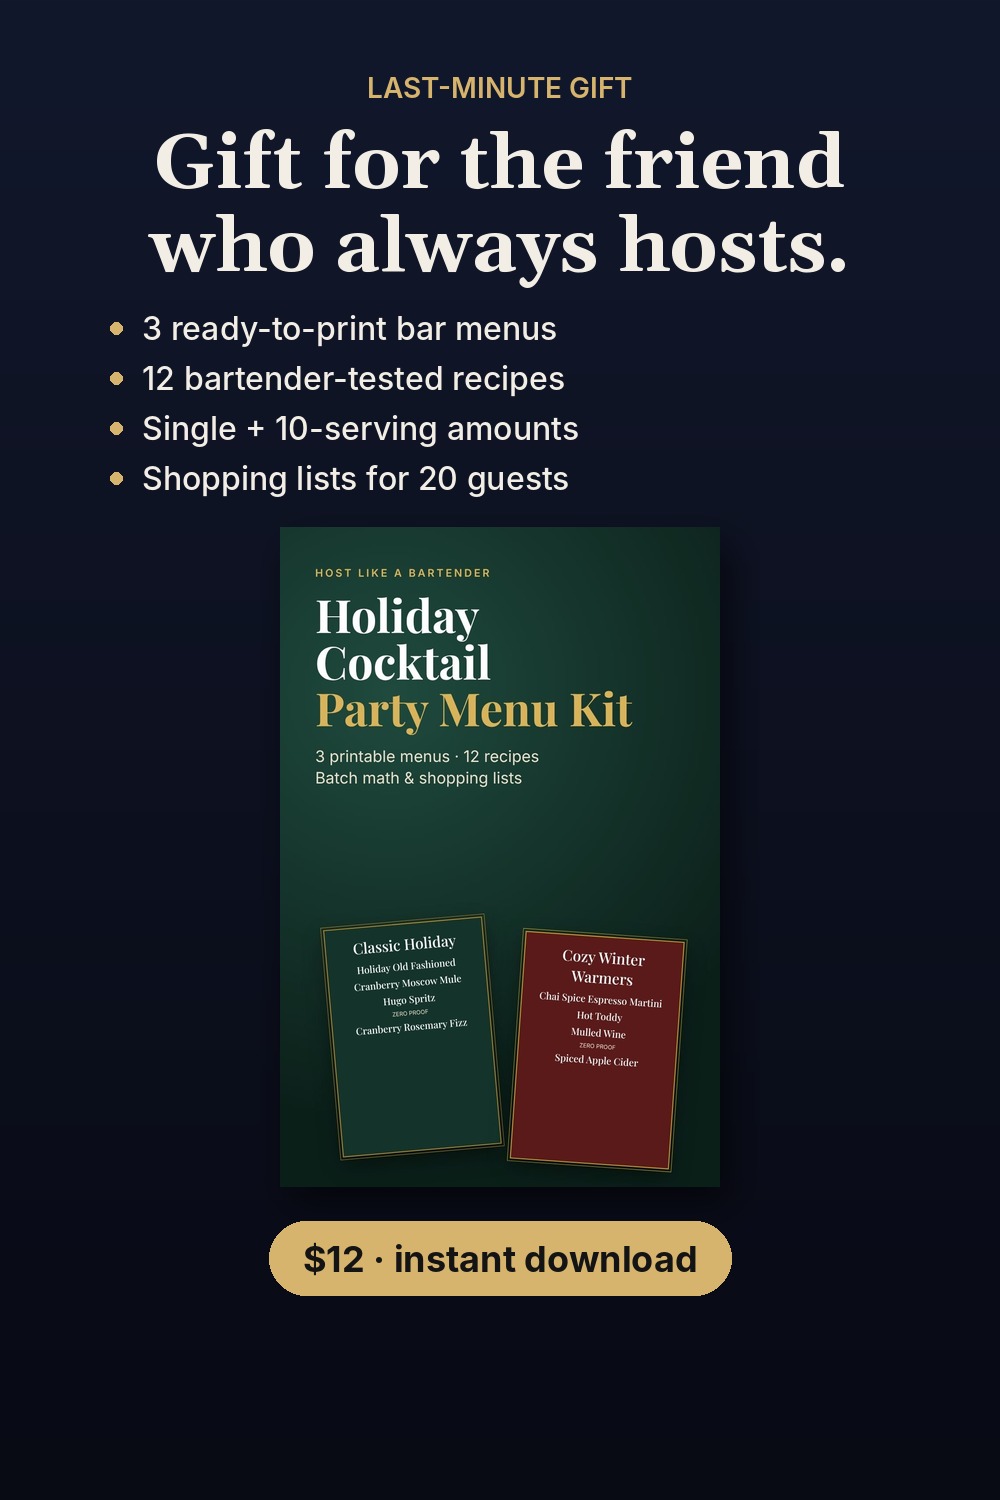 LAST-MINUTE GIFT
Gift for the friend
who always hosts.
3 ready-to-print bar menus
12 bartender-tested recipes
Single + 10-serving amounts
Shopping lists for 20 guests
HOST LIKE A BARTENDER
Holiday
Cocktail
Party Menu Kit
3 printable menus · 12 recipes
Batch math & shopping lists
Classic Holiday
Holiday Old Fashioned
Cranberry Moscow Mule
Hugo Spritz
ZERO PROOF
Cranberry Rosemary Fizz
Cozy Winter
Warmers
Chai Spice Espresso Martini
Hot Toddy
Mulled Wine
ZERO PROOF
Spiced Apple Cider
$12 · instant download